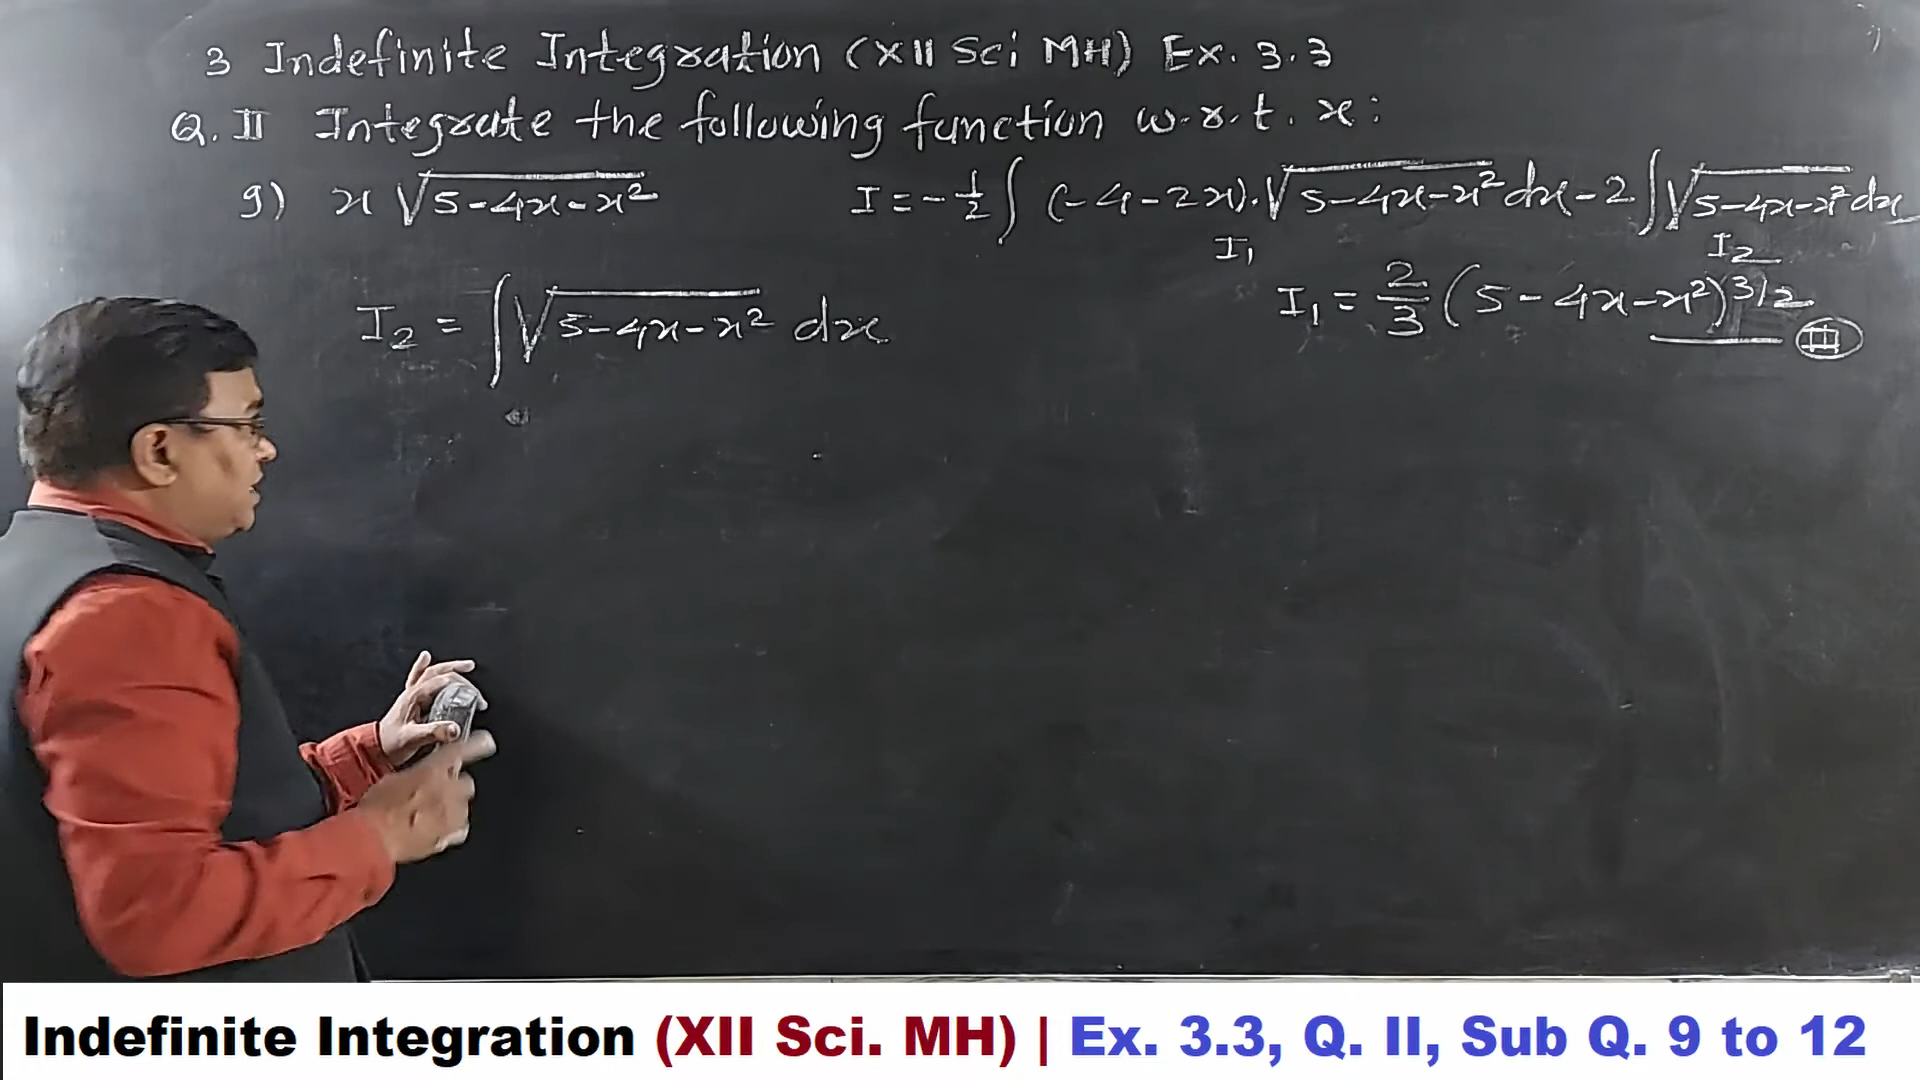 3 Indefinite Integration (XII Sci MH) Ex. 3.3
Q. II Integrate the following function w.r.t. x:
9) x √(5-4x-x²)
I = -1/2 ∫ (-4-2x)·√(5-4x-x²) dx - 2 ∫√(5-4x-x²) dx
I₁ I₂
I₂ = ∫√(5-4x-x²) dx
I₁ = 2/3 (5-4x-x²)^3/2
III
Indefinite Integration (XII Sci. MH) | Ex. 3.3, Q. II, Sub Q. 9 to 12